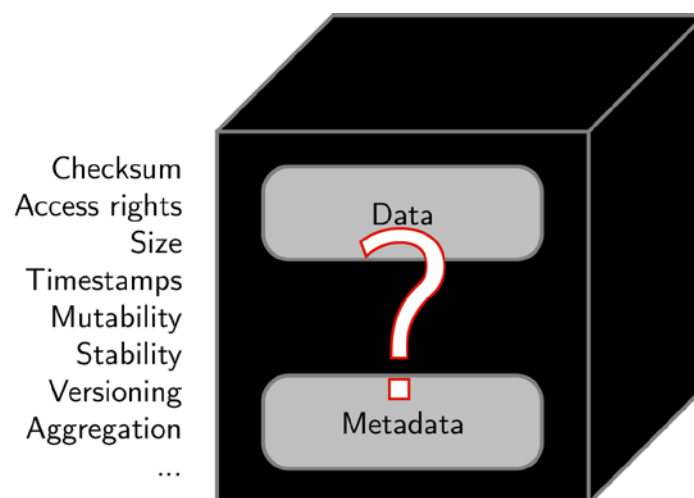 Checksum
Access rights
Size
Timestamps
Mutability
Stability
Versioning
Aggregation
...
Data
?
Metadata